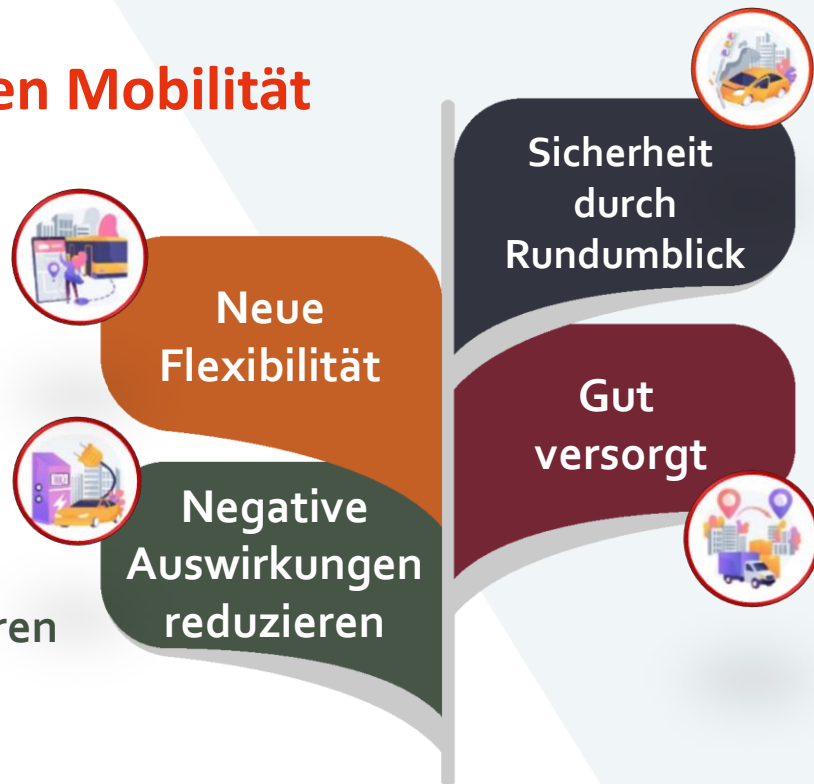 en Mobilität
Sicherheit
durch
Rundumblick
Neue
Flexibilität
Gut
versorgt
Negative
Auswirkungen
reduzieren
ren